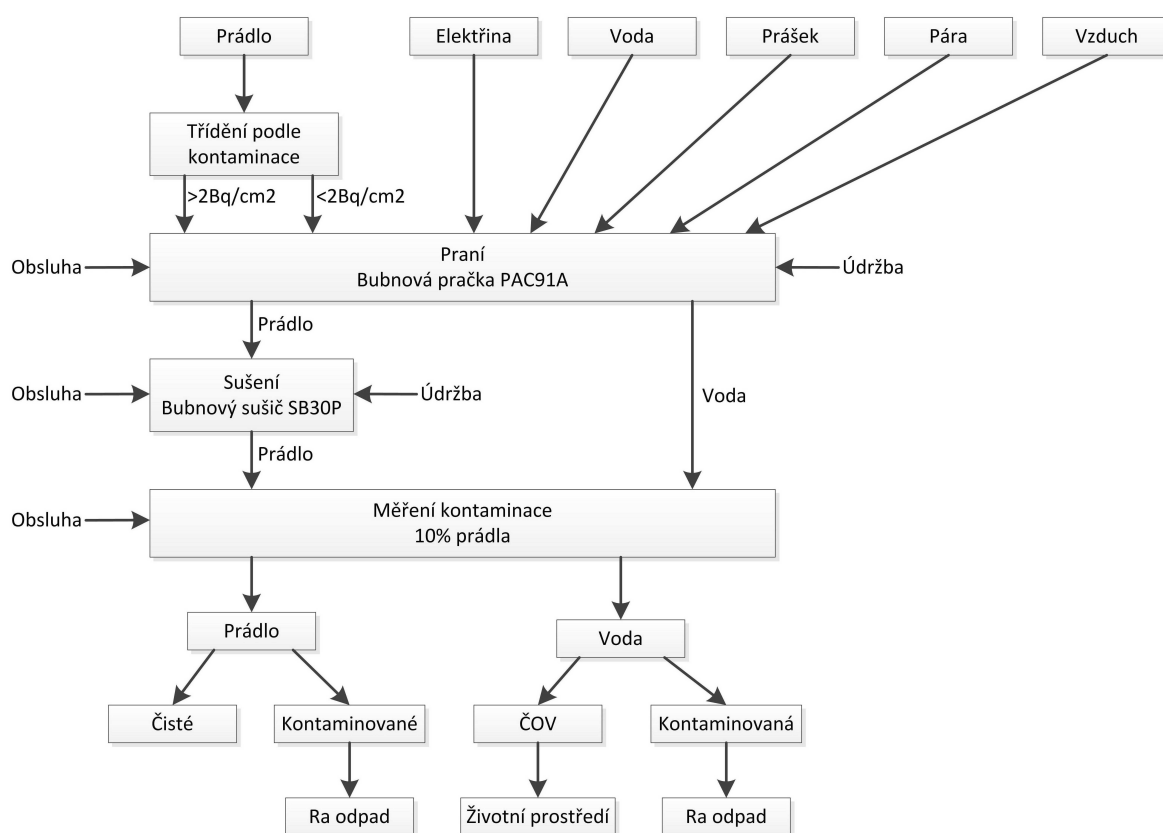 Prádlo
Elektřina
Voda
Prášek
Pára
Vzduch
Třídění podle
kontaminace
>2Bq/cm2
<2Bq/cm2
Obsluha
Praní
Bubnová pračka PAC91A
Údržba
Prádlo
Obsluha
Sušení
Bubnový sušič SB30P
Údržba
Voda
Prádlo
Obsluha
Měření kontaminace
10% prádla
Prádlo
Voda
Čisté
Kontaminované
ČOV
Kontaminovaná
Ra odpad
Životní prostředí
Ra odpad